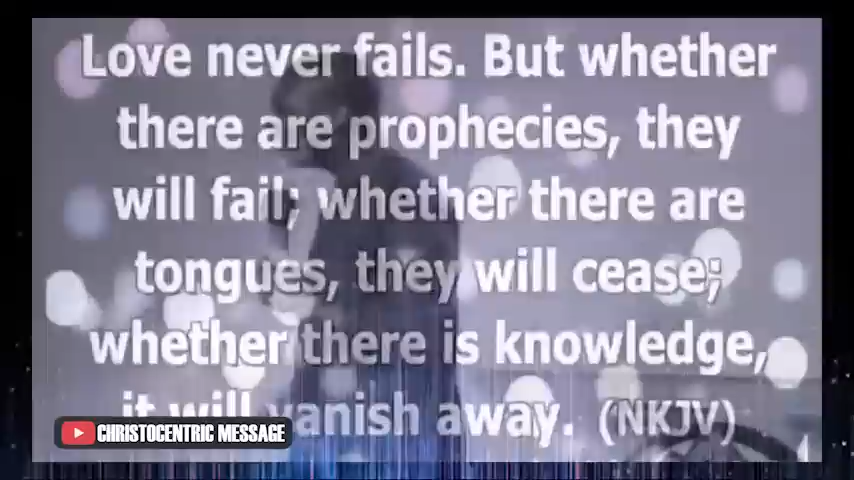 Love never fails. But whether
there are prophecies, they
will fail; whether there are
tongues, they will cease;
whether there is knowledge,
it will vanish away. (NKJV)
CHRISTOCENTRIC MESSAGE